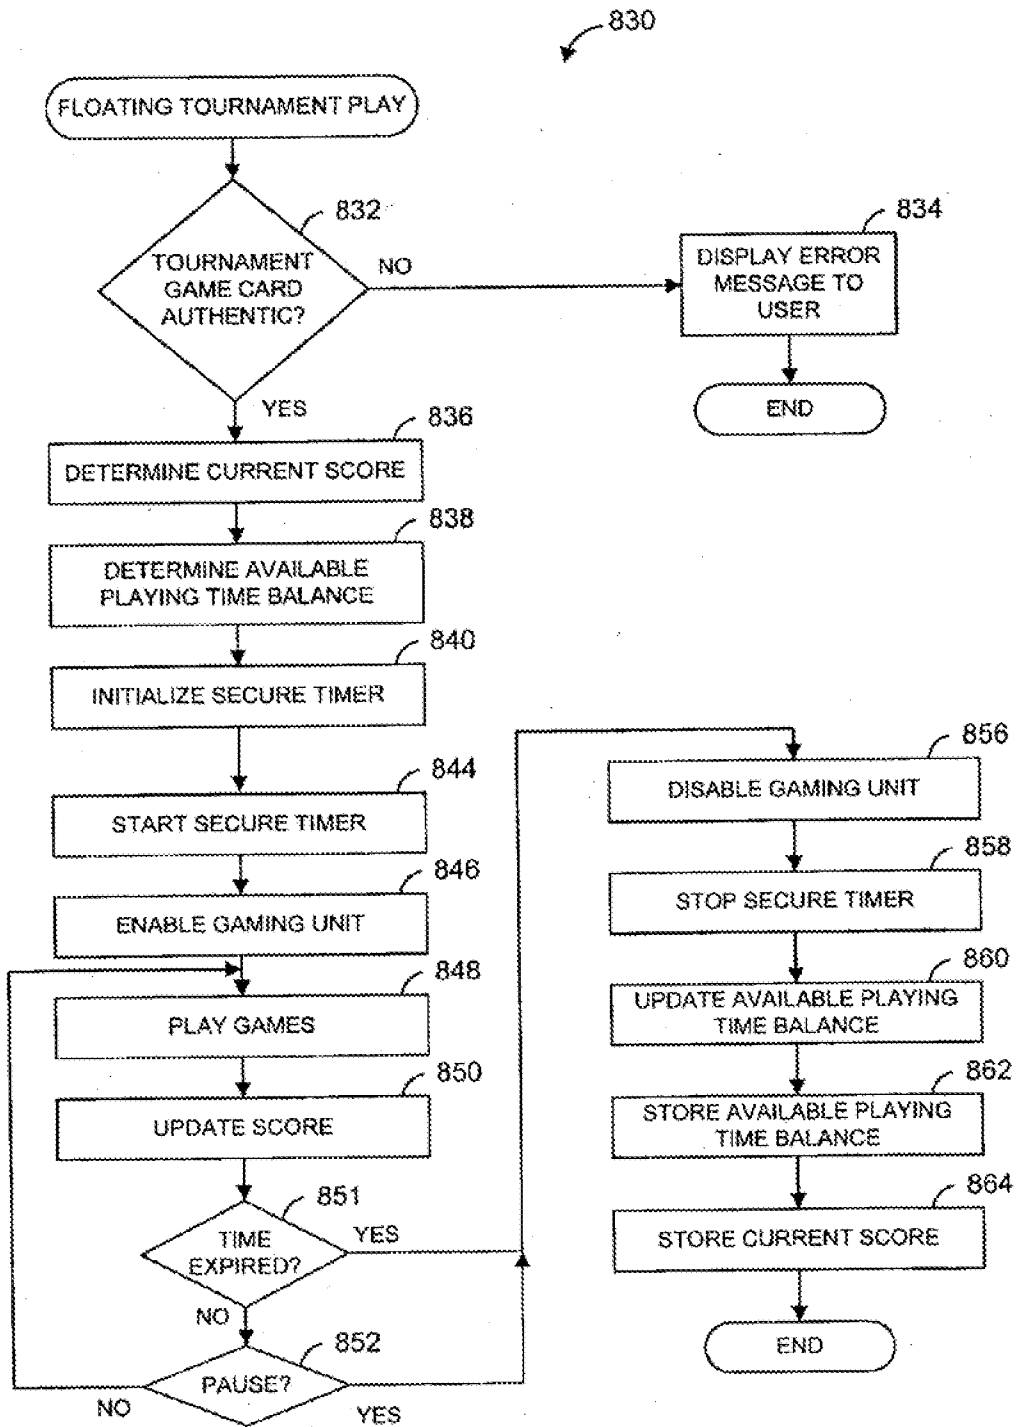 830
FLOATING TOURNAMENT PLAY
832
TOURNAMENT
GAME CARD
AUTHENTIC?
NO
834
DISPLAY ERROR
MESSAGE TO
USER
END
YES
836
DETERMINE CURRENT SCORE
838
DETERMINE AVAILABLE
PLAYING TIME BALANCE
840
INITIALIZE SECURE TIMER
844
START SECURE TIMER
846
ENABLE GAMING UNIT
848
PLAY GAMES
850
UPDATE SCORE
851
TIME
EXPIRED?
YES
NO
852
PAUSE?
NO
YES
856
DISABLE GAMING UNIT
858
STOP SECURE TIMER
860
UPDATE AVAILABLE PLAYING
TIME BALANCE
862
STORE AVAILABLE PLAYING
TIME BALANCE
864
STORE CURRENT SCORE
END